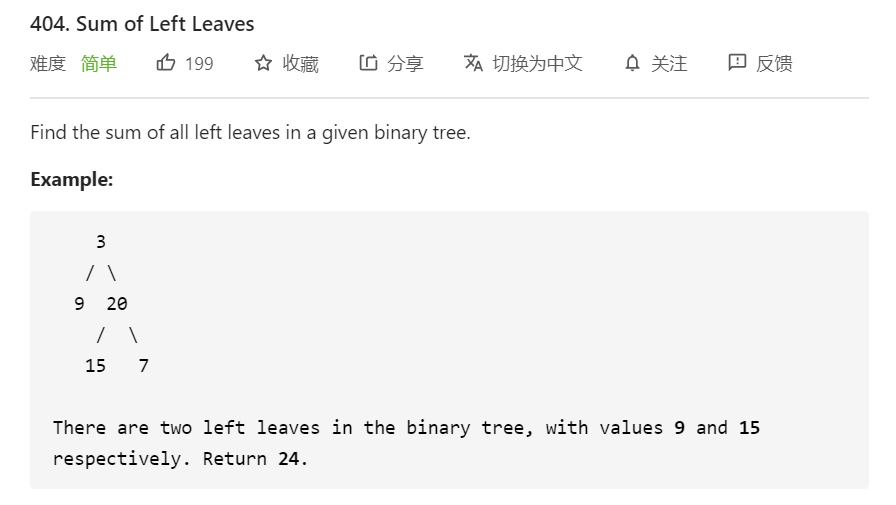 404. Sum of Left Leaves
难度 简单 199 收藏 分享 切换为中文 关注 反馈
Find the sum of all left leaves in a given binary tree.
Example:
3
/ \
9 20
/ \
15 7
There are two left leaves in the binary tree, with values 9 and 15
respectively. Return 24.